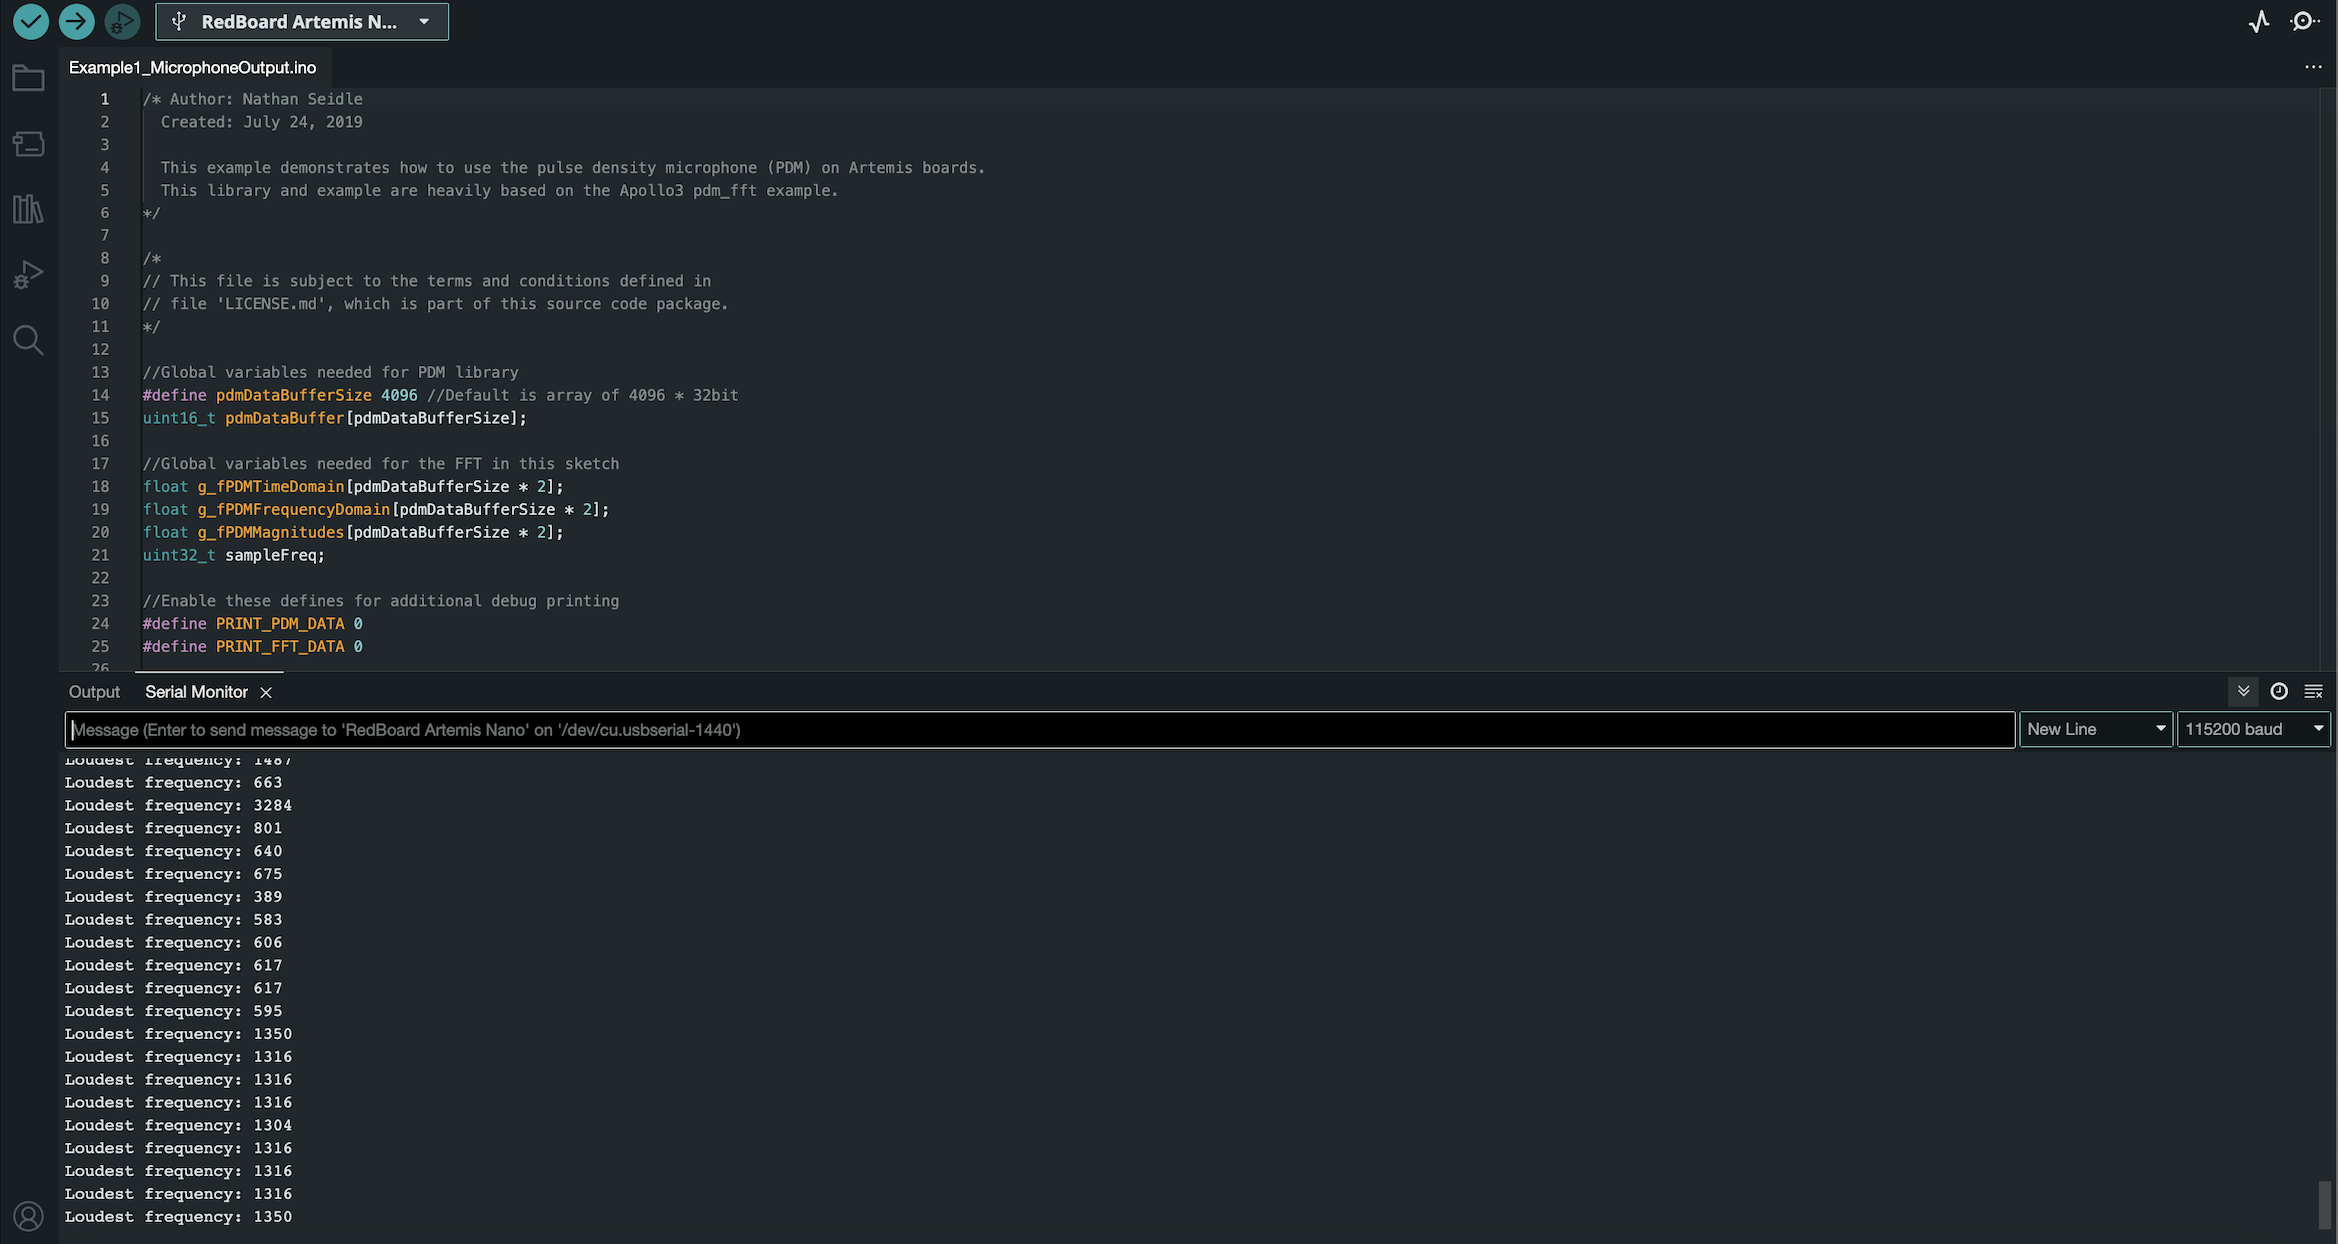 RedBoard Artemis N...
Example1_MicrophoneOutput.ino
...
1 /* Author: Nathan Seidle
2 Created: July 24, 2019
3
4 This example demonstrates how to use the pulse density microphone (PDM) on Artemis boards.
5 This library and example are heavily based on the Apollo3 pdm_fft example.
6 */
7
8 /*
9 // This file is subject to the terms and conditions defined in
10 // file 'LICENSE.md', which is part of this source code package.
11 */
12
13 //Global variables needed for PDM library
14 #define pdmDataBufferSize 4096 //Default is array of 4096 * 32bit
15 uint16_t pdmDataBuffer[pdmDataBufferSize];
16
17 //Global variables needed for the FFT in this sketch
18 float g_fPDMTimeDomain[pdmDataBufferSize * 2];
19 float g_fPDMFrequencyDomain[pdmDataBufferSize * 2];
20 float g_fPDMMagnitudes[pdmDataBufferSize * 2];
21 uint32_t sampleFreq;
22
23 //Enable these defines for additional debug printing
24 #define PRINT_PDM_DATA 0
25 #define PRINT_FFT_DATA 0
26
Output Serial Monitor
Message (Enter to send message to 'RedBoard Artemis Nano' on '/dev/cu.usbserial-1440') New Line 115200 baud
Loudest frequency: 1487
Loudest frequency: 663
Loudest frequency: 3284
Loudest frequency: 801
Loudest frequency: 640
Loudest frequency: 675
Loudest frequency: 389
Loudest frequency: 583
Loudest frequency: 606
Loudest frequency: 617
Loudest frequency: 617
Loudest frequency: 595
Loudest frequency: 1350
Loudest frequency: 1316
Loudest frequency: 1316
Loudest frequency: 1316
Loudest frequency: 1304
Loudest frequency: 1316
Loudest frequency: 1316
Loudest frequency: 1316
Loudest frequency: 1350